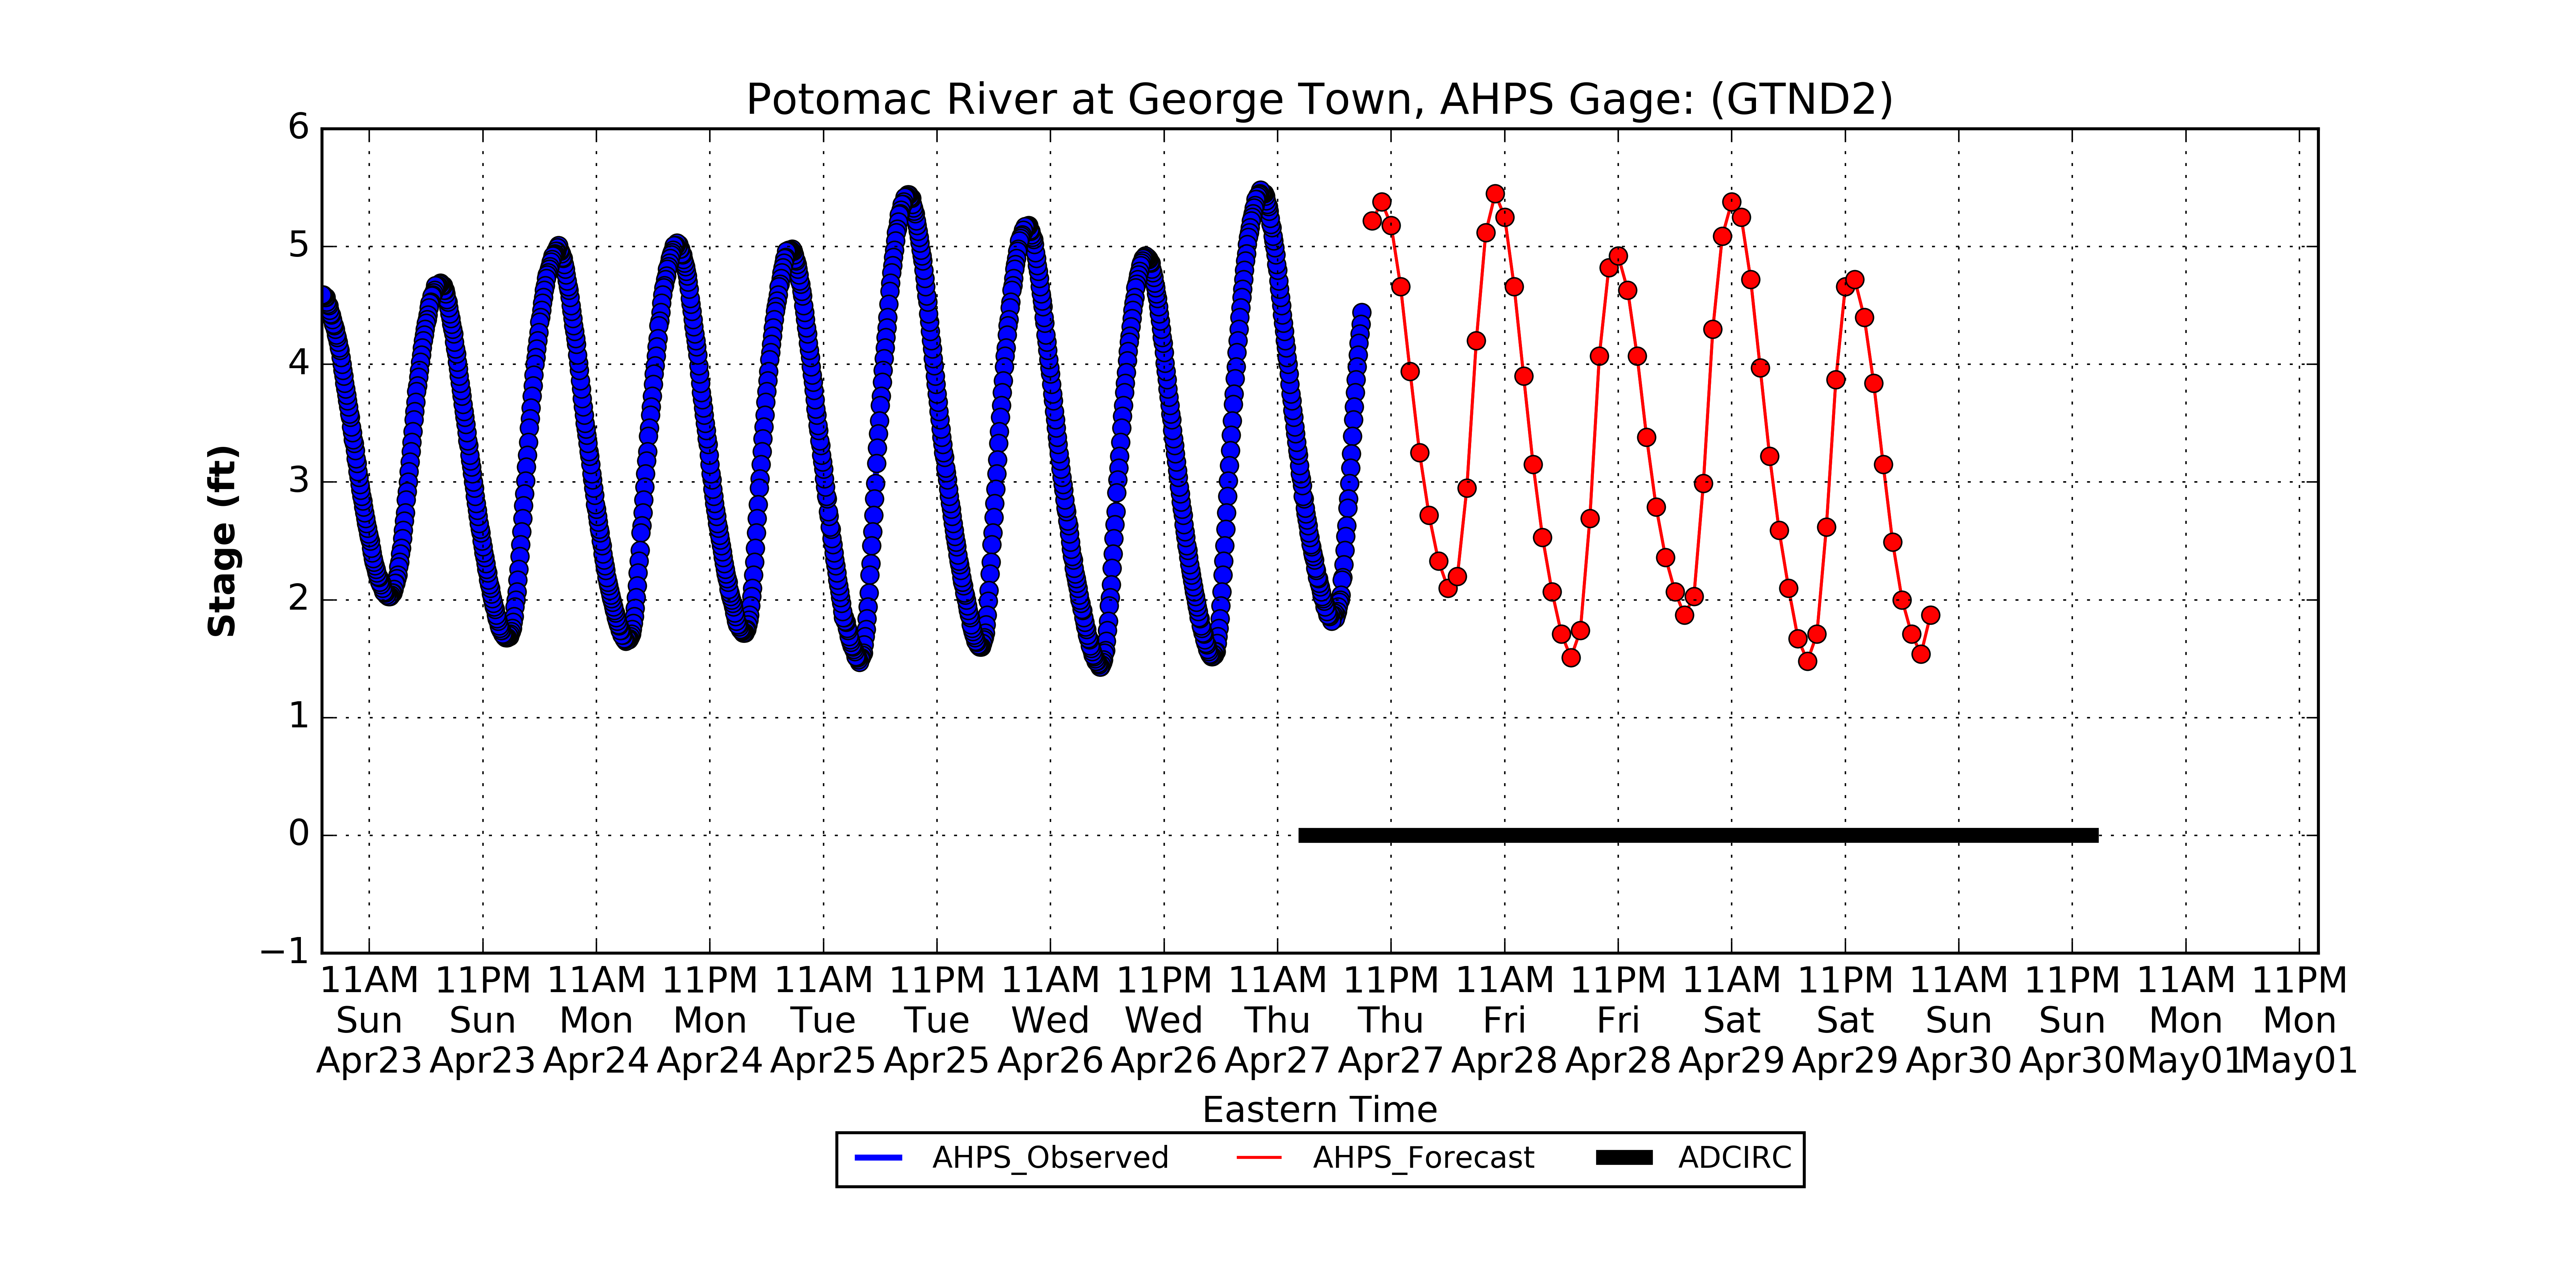 Potomac River at George Town, AHPS Gage: (GTND2)
6
5
4
3
2
1
0
−1
Stage (ft)
11AM 11PM 11AM 11PM 11AM 11PM 11AM 11PM 11AM 11PM 11AM 11PM 11AM 11PM 11AM 11PM 11AM 11PM
Sun Sun Mon Mon Tue Tue Wed Wed Thu Thu Fri Fri Sat Sat Sun Sun Mon Mon
Apr23 Apr23 Apr24 Apr24 Apr25 Apr25 Apr26 Apr26 Apr27 Apr27 Apr28 Apr28 Apr29 Apr29 Apr30 Apr30 May01 May01
Eastern Time
AHPS_Observed AHPS_Forecast ADCIRC